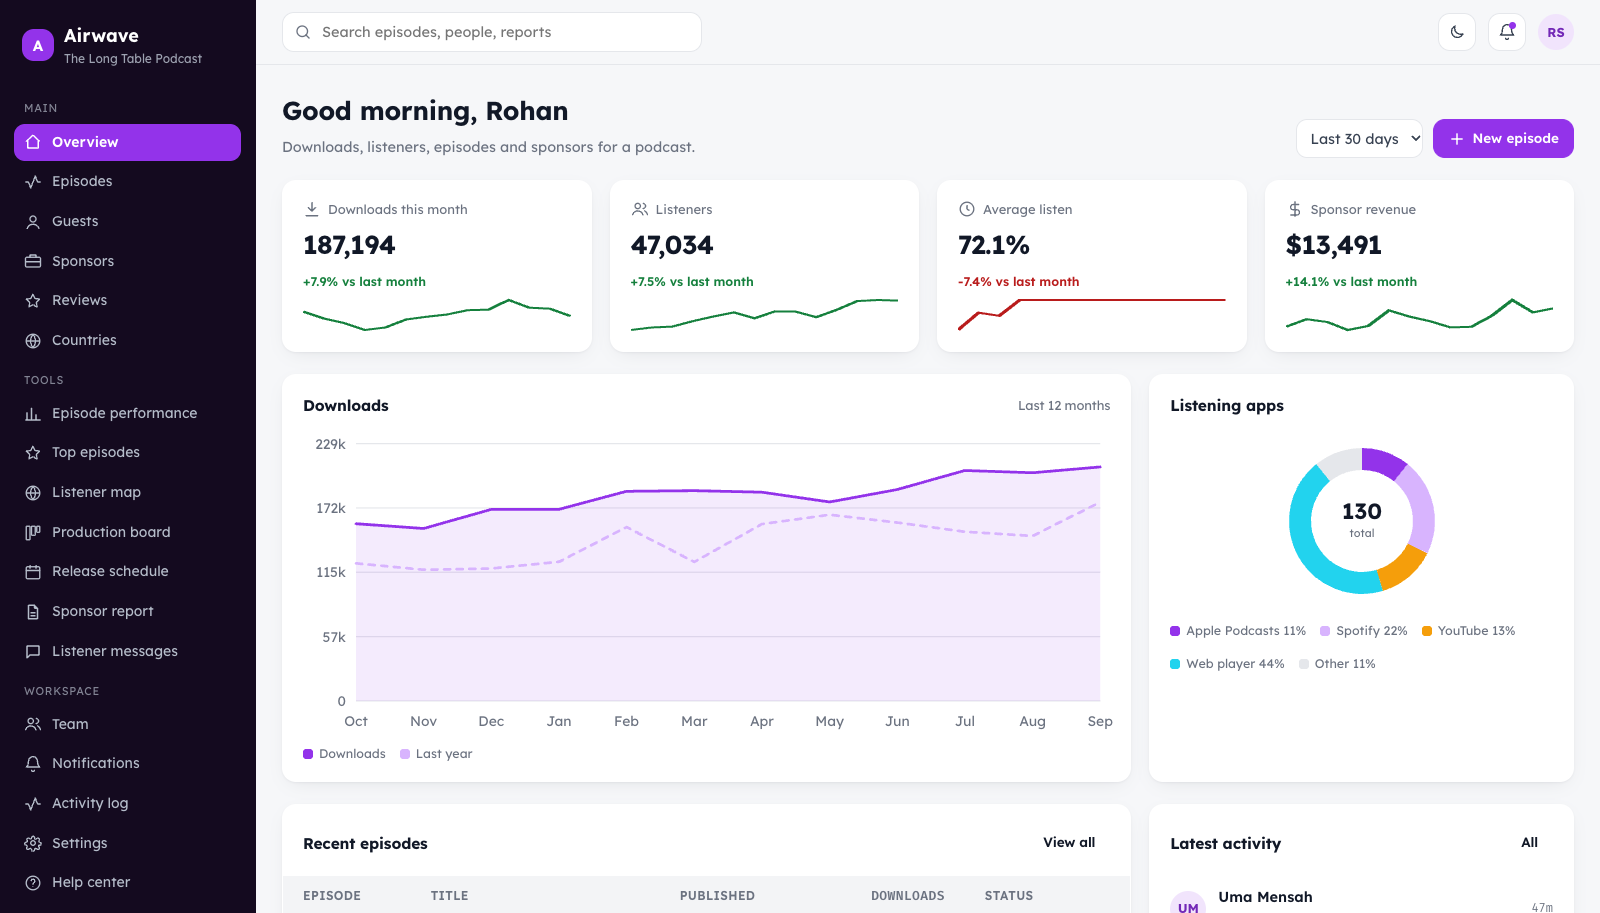 A
Airwave
The Long Table Podcast
MAIN
Overview
Episodes
Guests
Sponsors
Reviews
Countries
TOOLS
Episode performance
Top episodes
Listener map
Production board
Release schedule
Sponsor report
Listener messages
WORKSPACE
Team
Notifications
Activity log
Settings
Help center
Search episodes, people, reports
RS
Good morning, Rohan
Downloads, listeners, episodes and sponsors for a podcast.
Last 30 days
New episode
Downloads this month
187,194
+7.9% vs last month
Listeners
47,034
+7.5% vs last month
Average listen
72.1%
-7.4% vs last month
Sponsor revenue
$13,491
+14.1% vs last month
Downloads
Last 12 months
229k
172k
115k
57k
0
Oct Nov Dec Jan Feb Mar Apr May Jun Jul Aug Sep
Downloads Last year
Listening apps
130
total
Apple Podcasts 11% Spotify 22% YouTube 13%
Web player 44% Other 11%
Recent episodes
View all
EPISODE TITLE PUBLISHED DOWNLOADS STATUS
Latest activity
All
UM
Uma Mensah
47m